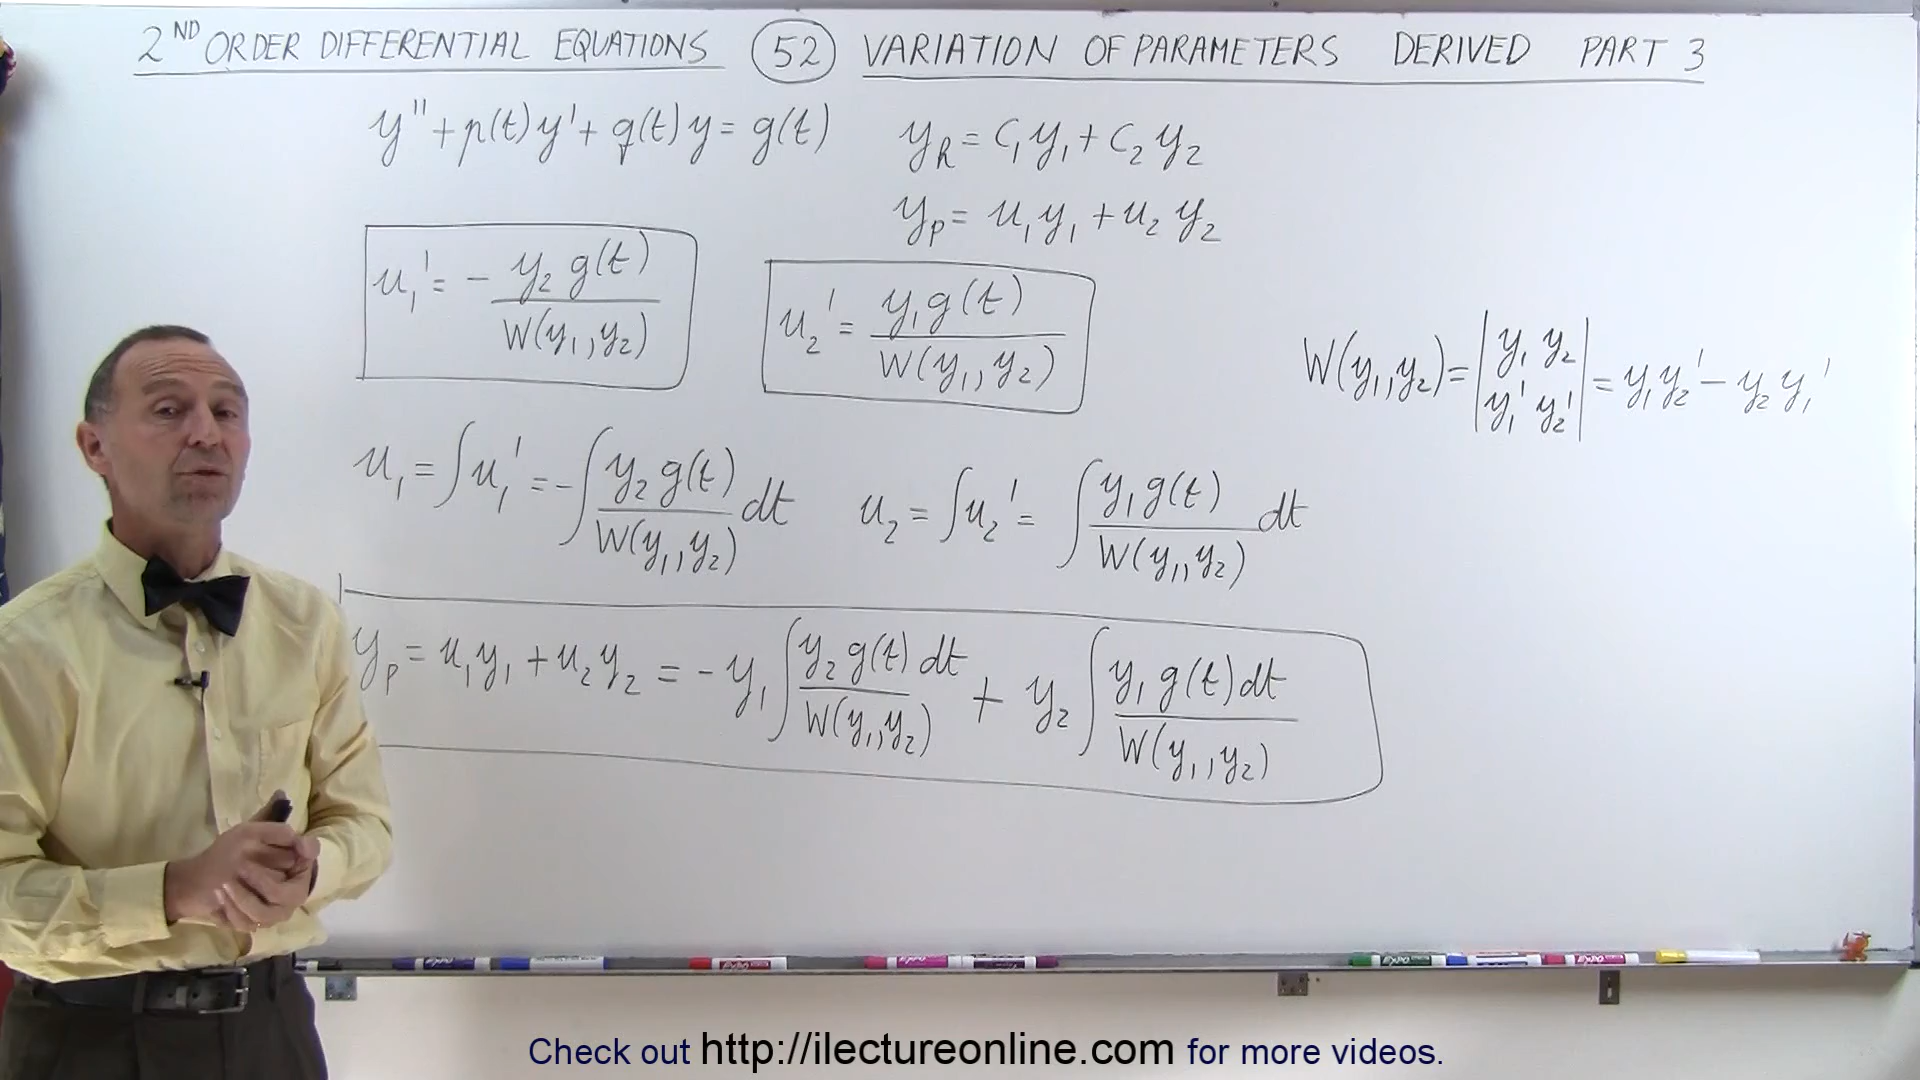 2ND ORDER DIFFERENTIAL EQUATIONS (52) VARIATION OF PARAMETERS DERIVED PART 3
y'' + p(t)y' + q(t)y = g(t)
y_R = C₁y₁ + C₂y₂
y_P = u₁y₁ + u₂y₂
u₁' = - y₂ g(t) / W(y₁,y₂)
u₂' = y₁ g(t) / W(y₁,y₂)
W(y₁,y₂) = | y₁ y₂ ; y₁' y₂' | = y₁y₂' - y₂y₁'
u₁ = ∫u₁' = -∫ y₂ g(t) / W(y₁,y₂) dt
u₂ = ∫u₂' = ∫ y₁ g(t) / W(y₁,y₂) dt
y_p = u₁y₁ + u₂y₂ = -y₁ ∫ y₂ g(t) dt / W(y₁,y₂) + y₂ ∫ y₁ g(t) dt / W(y₁,y₂)
Check out http://ilectureonline.com for more videos.